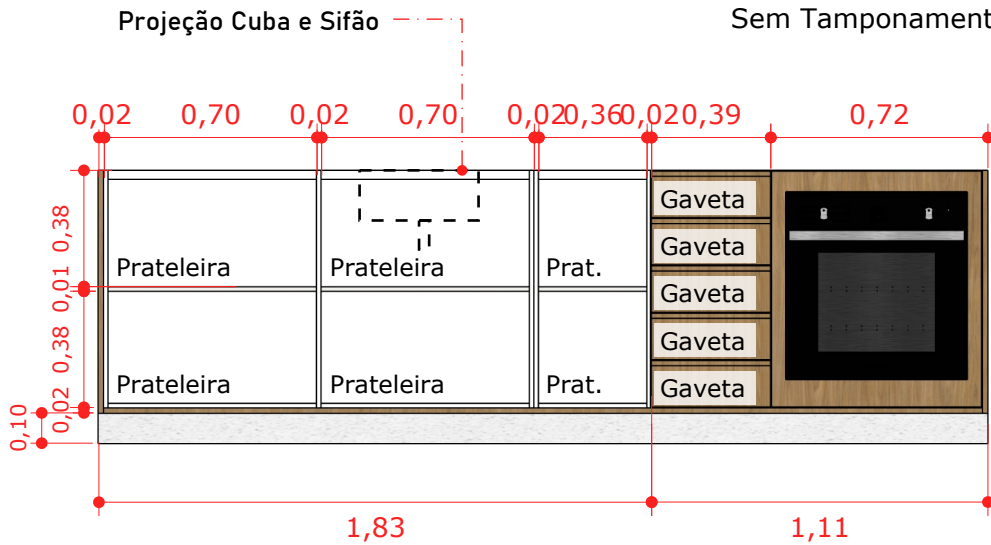 Projeção Cuba e Sifão
Sem Tamponament
0,02 0,70 0,02 0,70 0,02 0,36 0,02 0,39 0,72
0,38
0,01
0,38
0,02
0,10
Gaveta
Gaveta
Prateleira Prateleira Prat.
Gaveta
Gaveta
Prateleira Prateleira Prat.
Gaveta
1,83 1,11